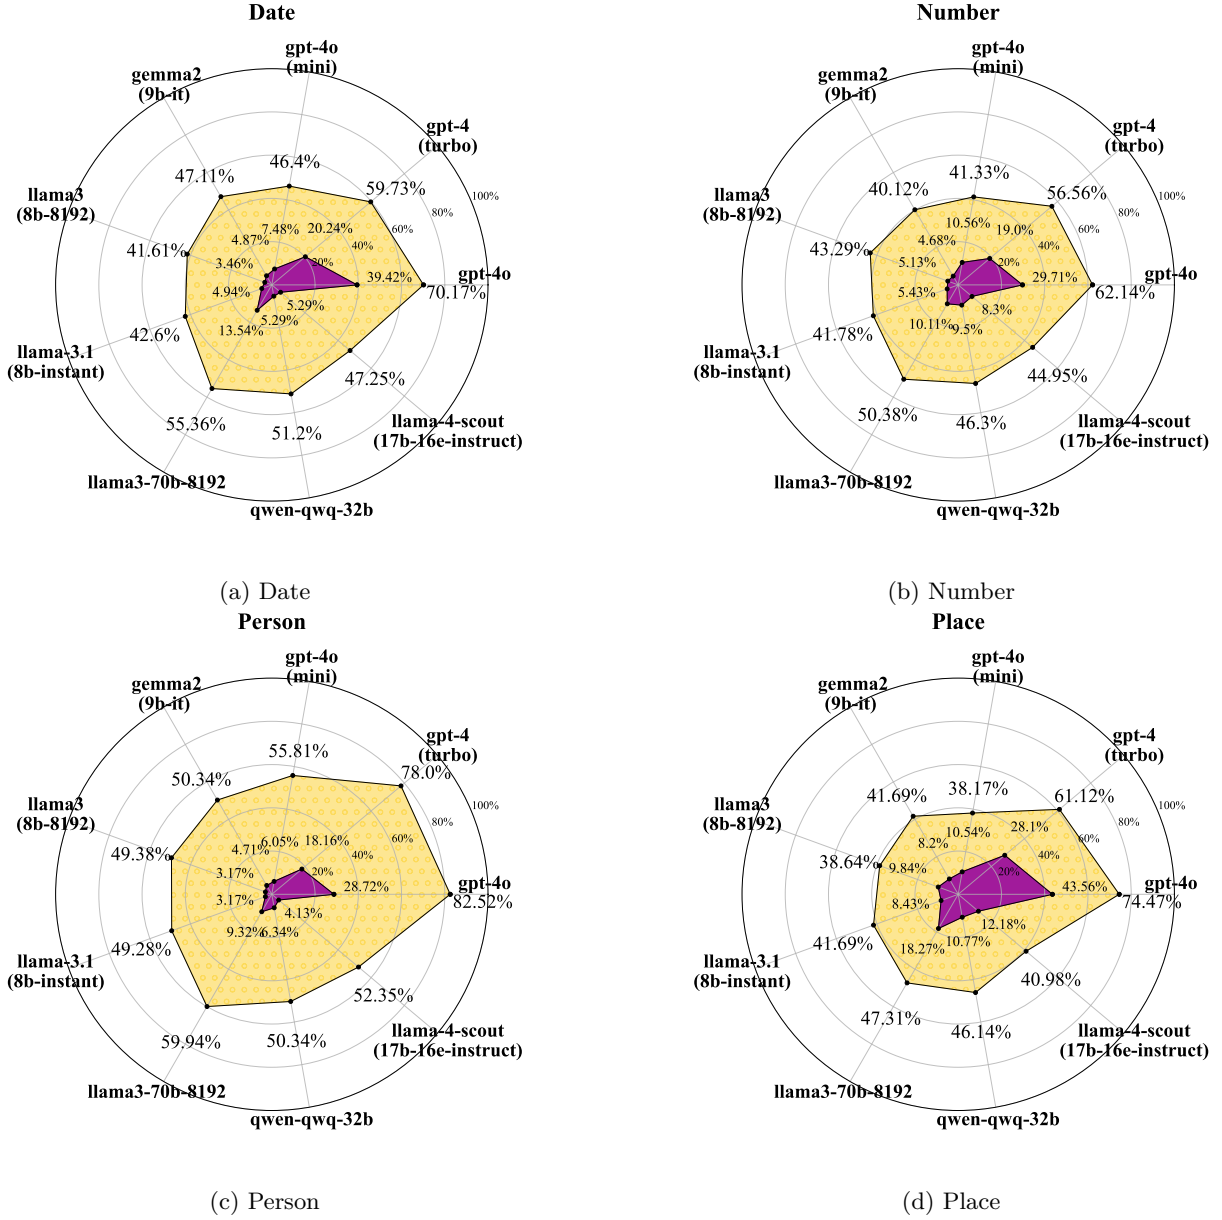 Date
gpt-4o
(mini)
gemma2
(9b-it)
gpt-4
(turbo)
46.4%
47.11%
59.73%
llama3
(8b-8192)
100%
80%
7.48%
20.24%
60%
4.87%
41.61%
40%
3.46%
20%
39.42%
gpt-4o
70.17%
4.94%
5.29%
5.29%
13.54%
42.6%
llama-3.1
(8b-instant)
47.25%
55.36%
51.2%
llama-4-scout
(17b-16e-instruct)
llama3-70b-8192
qwen-qwq-32b
(a) Date
Number
gpt-4o
(mini)
gemma2
(9b-it)
gpt-4
(turbo)
41.33%
40.12%
56.56%
llama3
(8b-8192)
100%
80%
10.56%
19.0%
60%
4.68%
43.29%
40%
5.13%
20%
29.71%
gpt-4o
62.14%
5.43%
8.3%
10.11%
9.5%
41.78%
llama-3.1
(8b-instant)
44.95%
50.38%
46.3%
llama-4-scout
(17b-16e-instruct)
llama3-70b-8192
qwen-qwq-32b
(b) Number
Person
gpt-4o
(mini)
gemma2
(9b-it)
gpt-4
(turbo)
55.81%
50.34%
78.0%
llama3
(8b-8192)
100%
80%
6.05%
18.16%
60%
4.71%
49.38%
40%
3.17%
20%
28.72%
gpt-4o
82.52%
3.17%
4.13%
9.32%
6.34%
49.28%
llama-3.1
(8b-instant)
52.35%
59.94%
50.34%
llama-4-scout
(17b-16e-instruct)
llama3-70b-8192
qwen-qwq-32b
(c) Person
Place
gpt-4o
(mini)
gemma2
(9b-it)
gpt-4
(turbo)
38.17%
41.69%
61.12%
llama3
(8b-8192)
100%
80%
10.54%
28.1%
60%
8.2%
38.64%
40%
9.84%
20%
43.56%
gpt-4o
74.47%
8.43%
12.18%
18.27%
10.77%
41.69%
llama-3.1
(8b-instant)
40.98%
47.31%
46.14%
llama-4-scout
(17b-16e-instruct)
llama3-70b-8192
qwen-qwq-32b
(d) Place